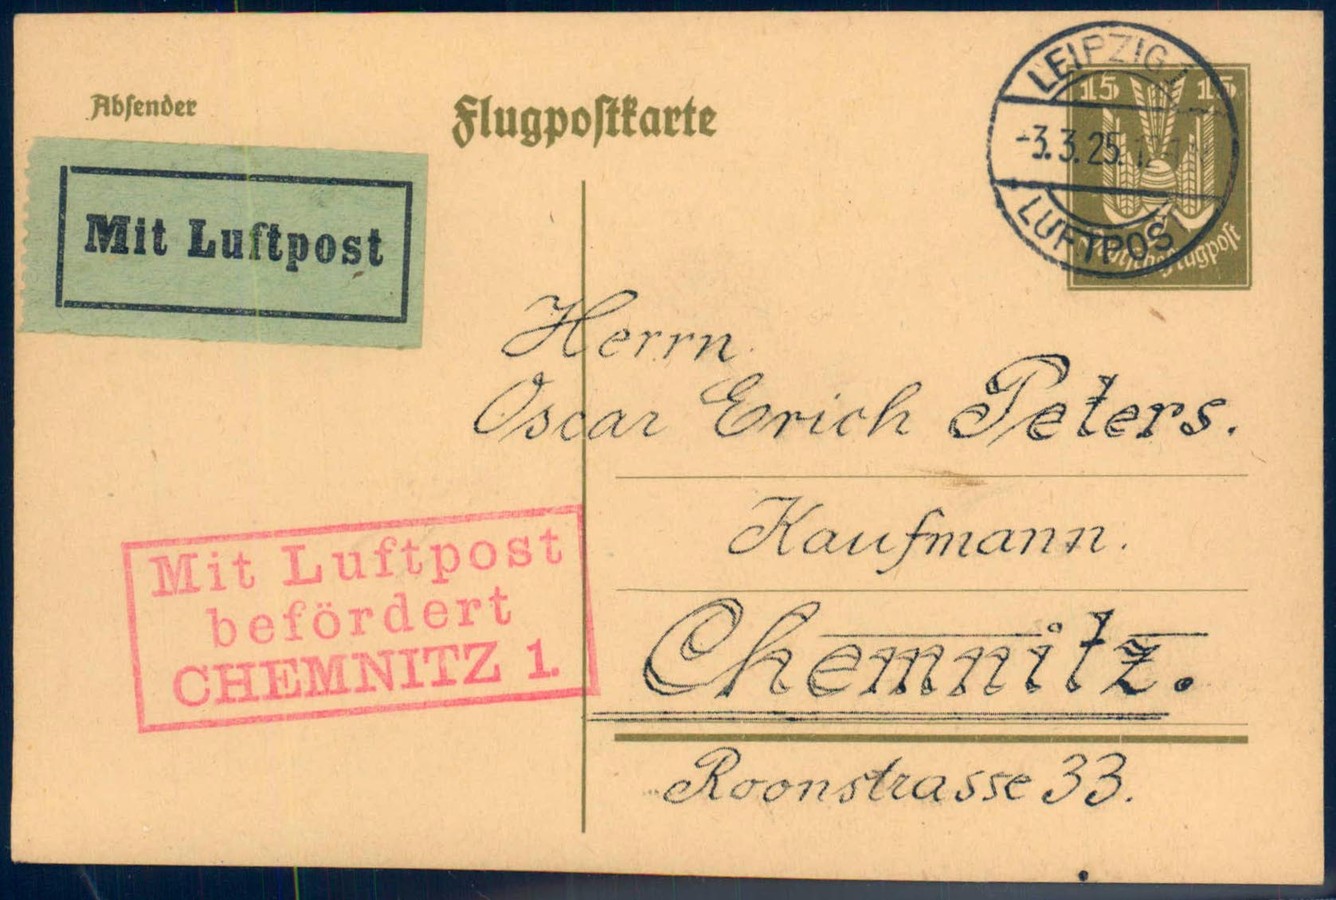 Absender
Flugpostkarte
15 15
Deutsche Flugpost
LEIPZIG
-3.3.25.
LUFTPOST
Mit Luftpost
Herrn
Oscar Erich Peters.
Kaufmann.
Chemnitz.
Roonstrasse 33.
Mit Luftpost
befördert
CHEMNITZ 1.